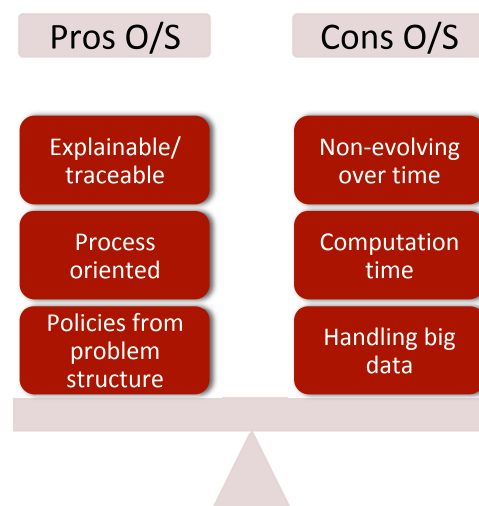 Pros O/S
Cons O/S
Explainable/
traceable
Non-evolving
over time
Process
oriented
Computation
time
Policies from
problem
structure
Handling big
data